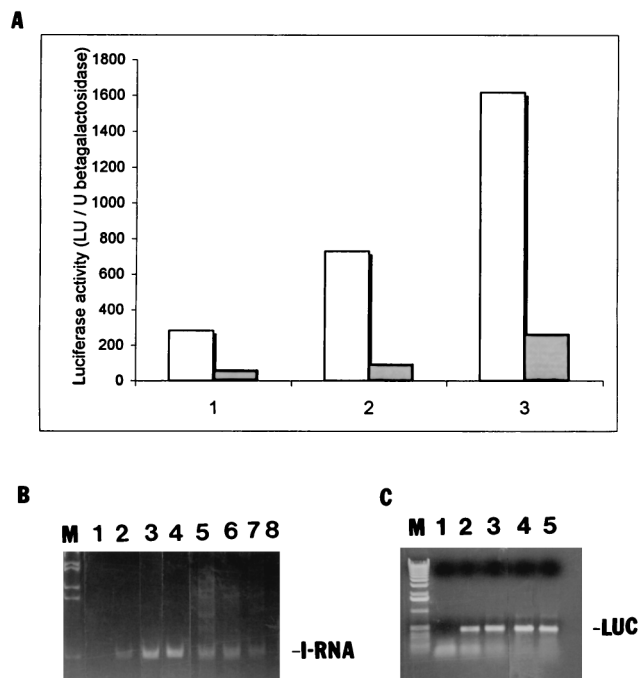 A
Luciferase activity (LU / U betagalactosidase)
1800
1600
1400
1200
1000
800
600
400
200
0
1 2 3
B
M 1 2 3 4 5 6 7 8
-I-RNA
C
M 1 2 3 4 5
-LUC